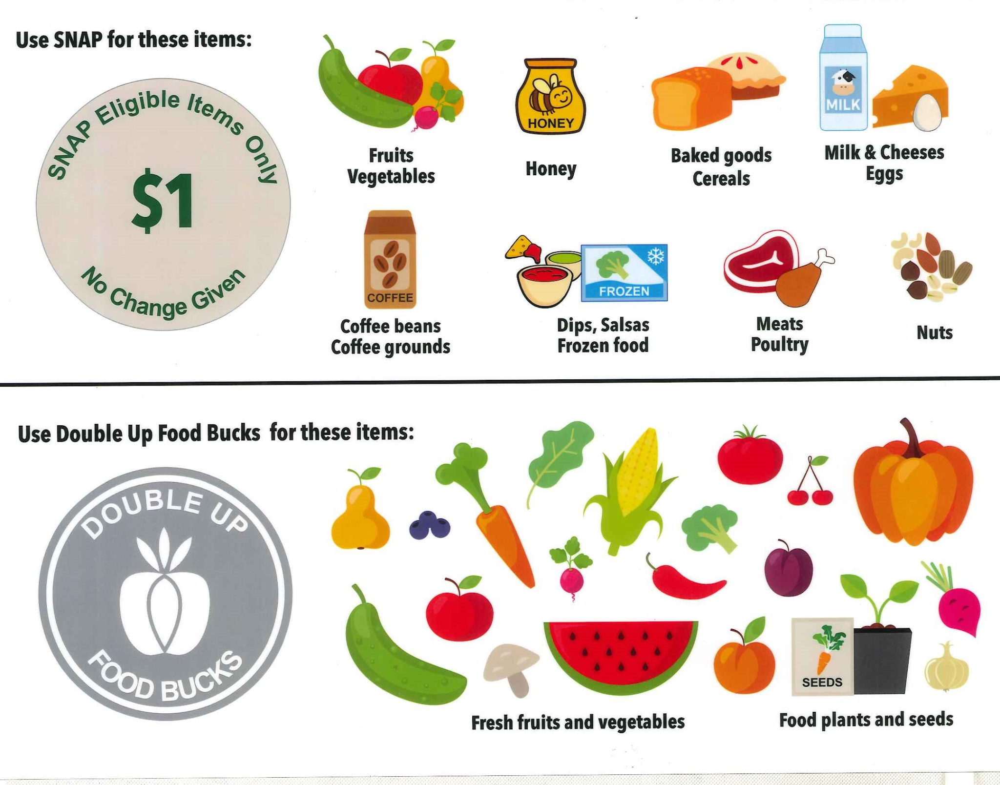 Use SNAP for these items:
SNAP Eligible Items Only
$1
No Change Given
Fruits
Vegetables
HONEY
Honey
Baked goods
Cereals
MILK
Milk & Cheeses
Eggs
COFFEE
Coffee beans
Coffee grounds
FROZEN
Dips, Salsas
Frozen food
Meats
Poultry
Nuts
Use Double Up Food Bucks for these items:
DOUBLE UP
FOOD BUCKS
Fresh fruits and vegetables
SEEDS
Food plants and seeds